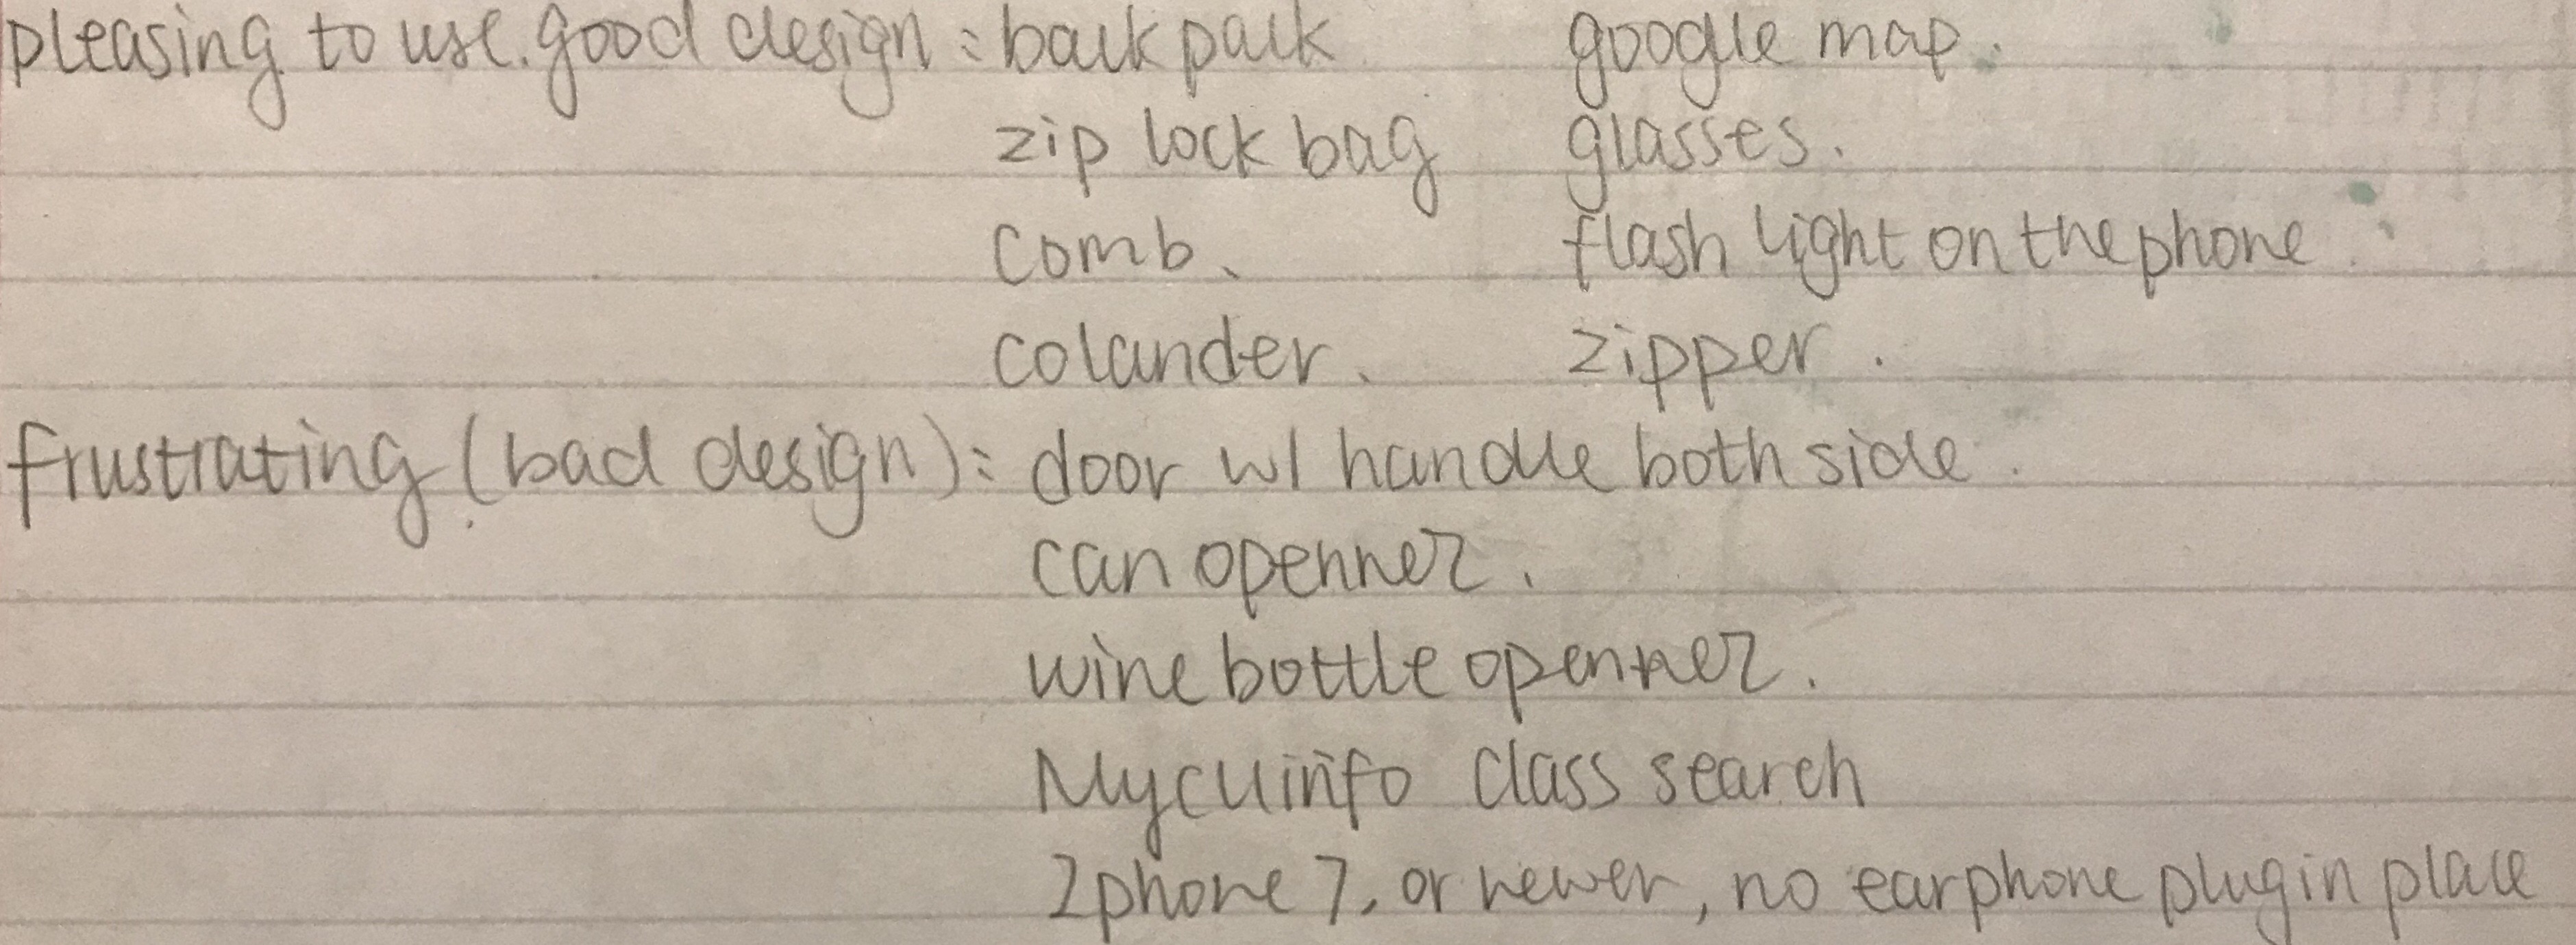 pleasing to use. good design: backpack google map.
zip lock bag glasses.
comb. flash light on the phone
colander. zipper.
frustrating (bad design): door w/ handle both side.
can openner.
wine bottle openner.
Mycuinfo class search
Iphone 7, or newer, no earphone plugin place